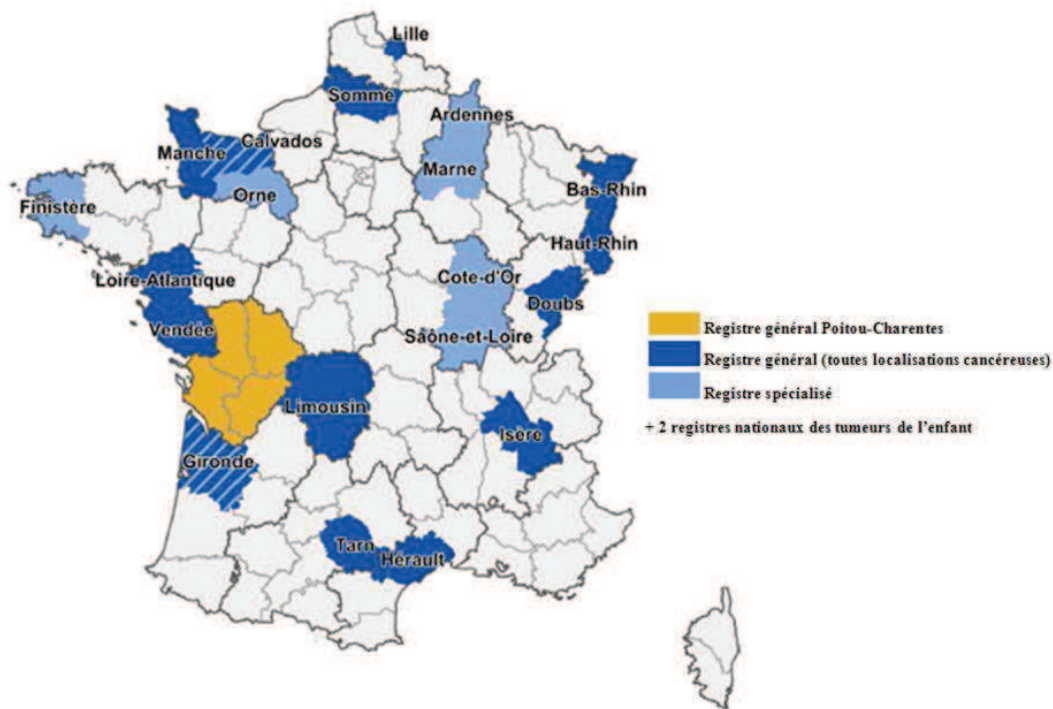 Lille
Somme
Ardennes
Calvados
Manche
Marne
Orne
Bas-Rhin
Finistère
Haut-Rhin
Cote-d'Or
Loire-Atlantique
Doubs
Vendée
Saône-et-Loire
Registre général Poitou-Charentes
Registre général (toutes localisations cancéreuses)
Registre spécialisé
+ 2 registres nationaux des tumeurs de l'enfant
Limousin
Isère
Gironde
Tarn
Hérault